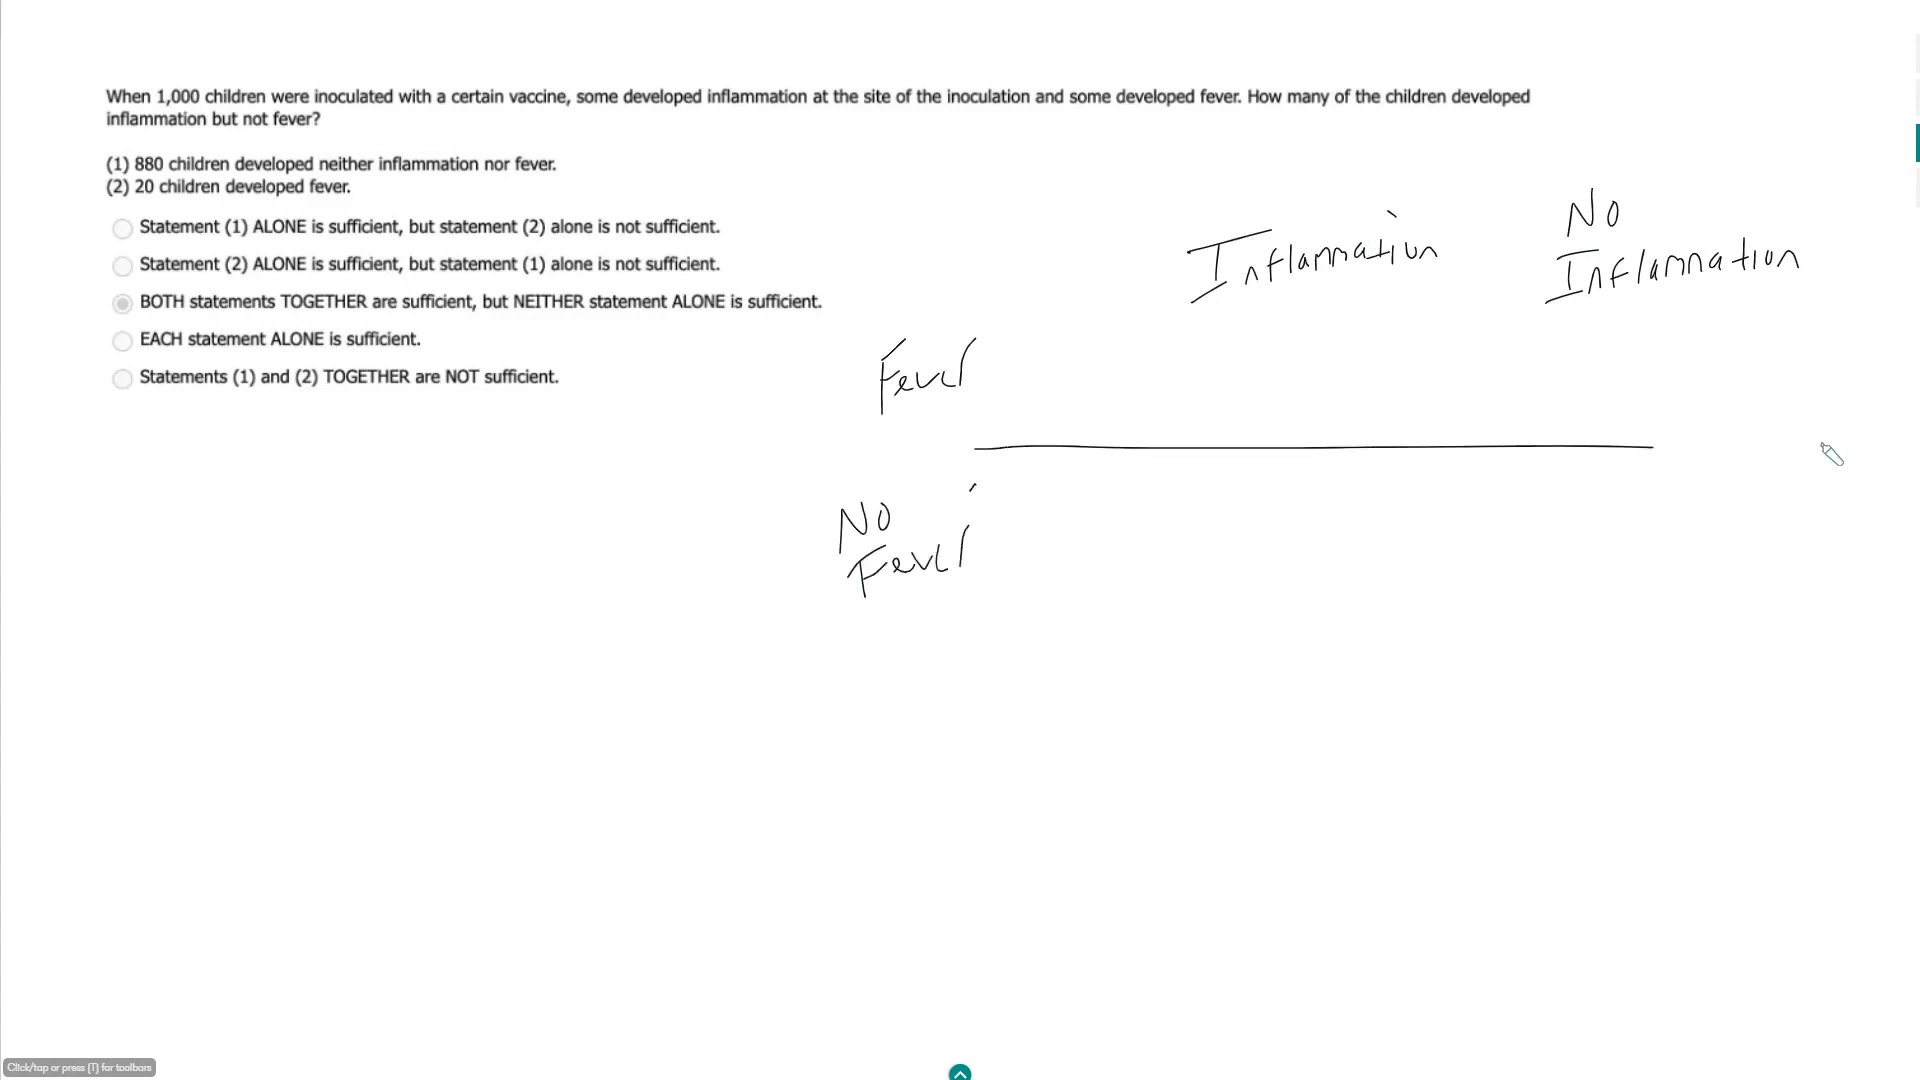 When 1,000 children were inoculated with a certain vaccine, some developed inflammation at the site of the inoculation and some developed fever. How many of the children developed
inflammation but not fever?
(1) 880 children developed neither inflammation nor fever.
(2) 20 children developed fever.
Statement (1) ALONE is sufficient, but statement (2) alone is not sufficient.
Statement (2) ALONE is sufficient, but statement (1) alone is not sufficient.
BOTH statements TOGETHER are sufficient, but NEITHER statement ALONE is sufficient.
EACH statement ALONE is sufficient.
Statements (1) and (2) TOGETHER are NOT sufficient.
Inflammation
No
Inflammation
Fever
No
Fever
Click/tap or press [T] for toolbars